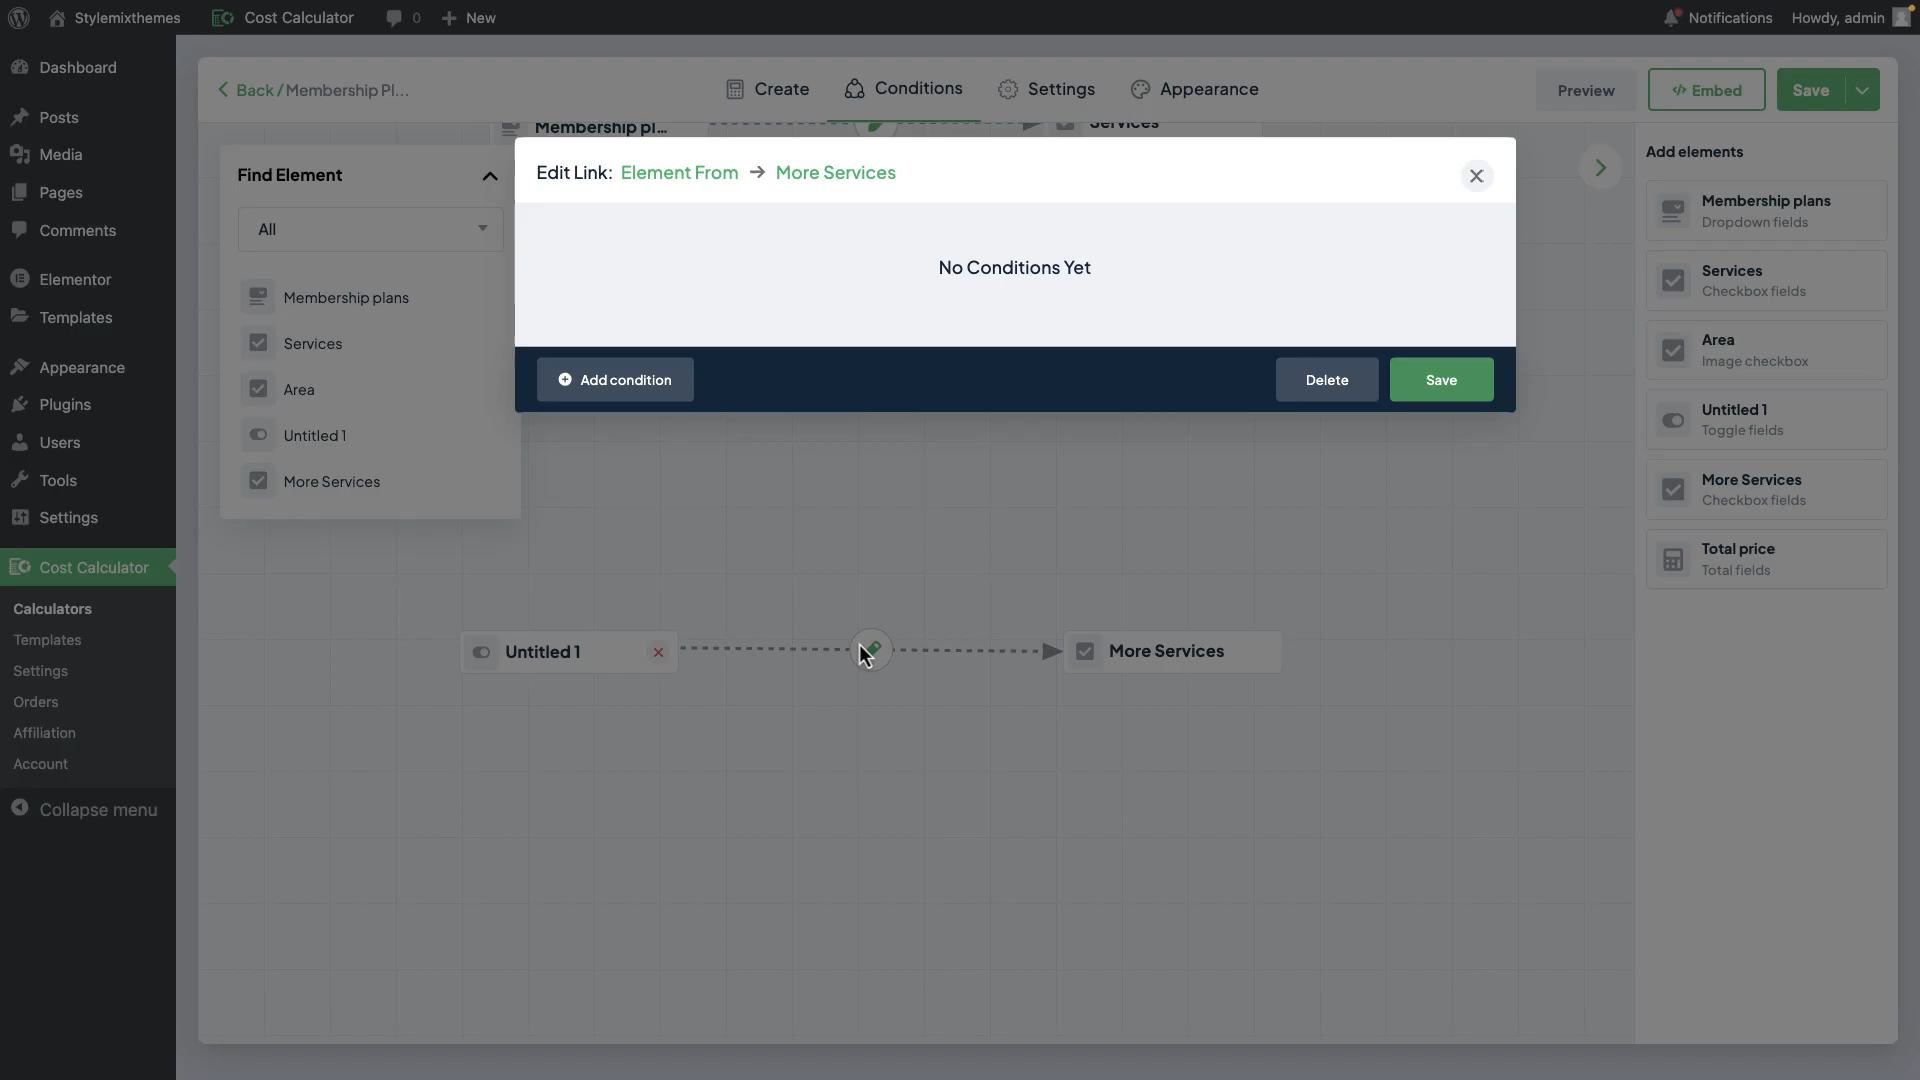 Stylemixthemes
Cost Calculator
0
New
Notifications
Howdy, admin
Dashboard
Posts
Media
Pages
Comments
Elementor
Templates
Appearance
Plugins
Users
Tools
Settings
Cost Calculator
Calculators
Templates
Settings
Orders
Affiliation
Account
Collapse menu
Back / Membership Pl...
Create
Conditions
Settings
Appearance
Preview
Embed
Save
Membership pl...
Services
Find Element
All
Membership plans
Services
Area
Untitled 1
More Services
Edit Link: Element From → More Services
No Conditions Yet
Add condition
Delete
Save
Untitled 1
More Services
Add elements
Membership plans
Dropdown fields
Services
Checkbox fields
Area
Image checkbox
Untitled 1
Toggle fields
More Services
Checkbox fields
Total price
Total fields